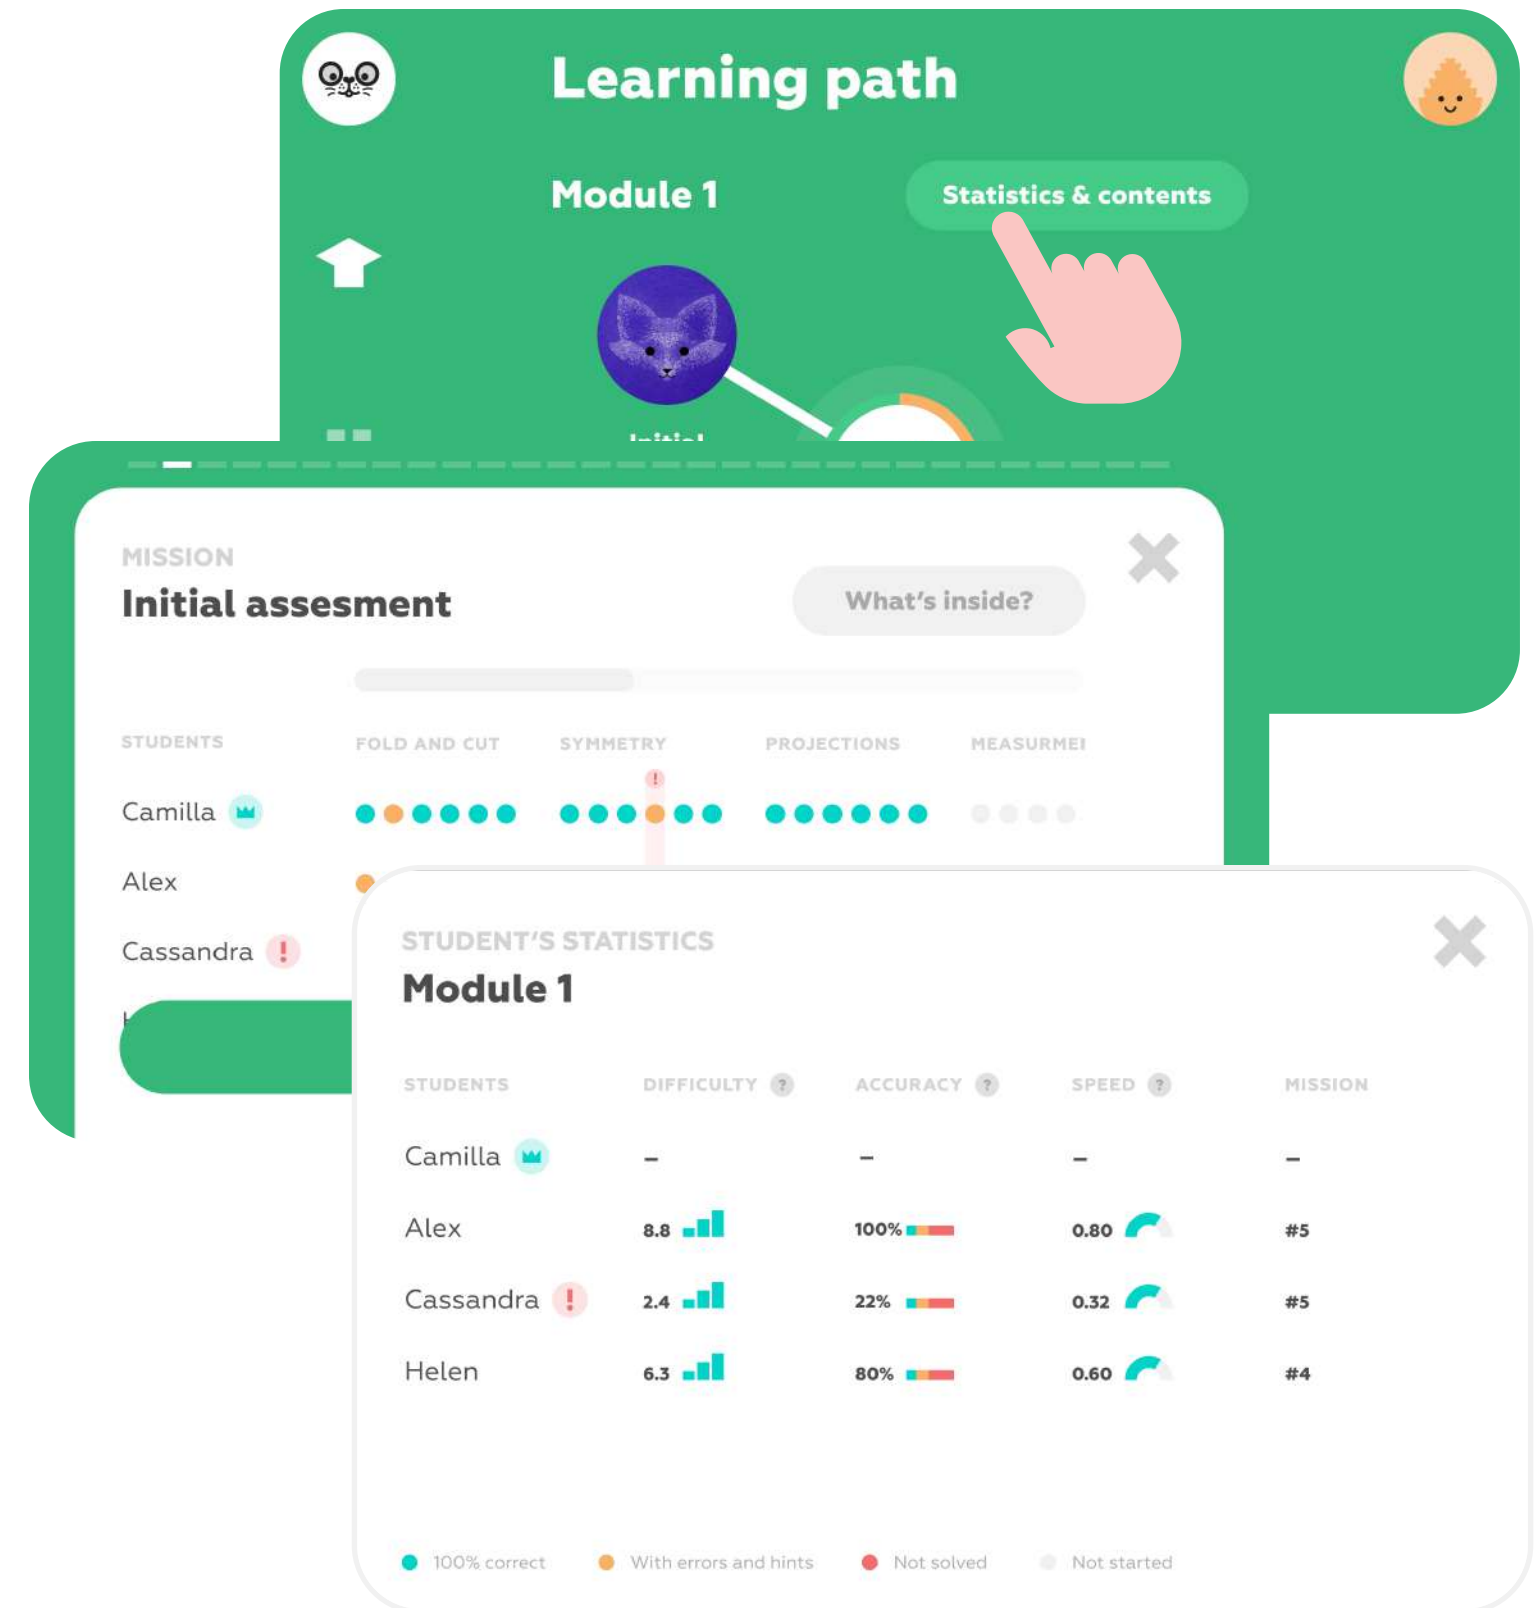 Learning path
Module 1
Statistics & contents
Initial
MISSION
Initial assesment
What's inside?
STUDENTS FOLD AND CUT SYMMETRY PROJECTIONS MEASURMEI
!
Camilla
Alex
Cassandra !
STUDENT'S STATISTICS
Module 1
STUDENTS DIFFICULTY ? ACCURACY ? SPEED ? MISSION
Camilla – – – –
Alex 8.8 100% 0.80 #5
Cassandra ! 2.4 22% 0.32 #5
Helen 6.3 80% 0.60 #4
100% correct With errors and hints Not solved Not started